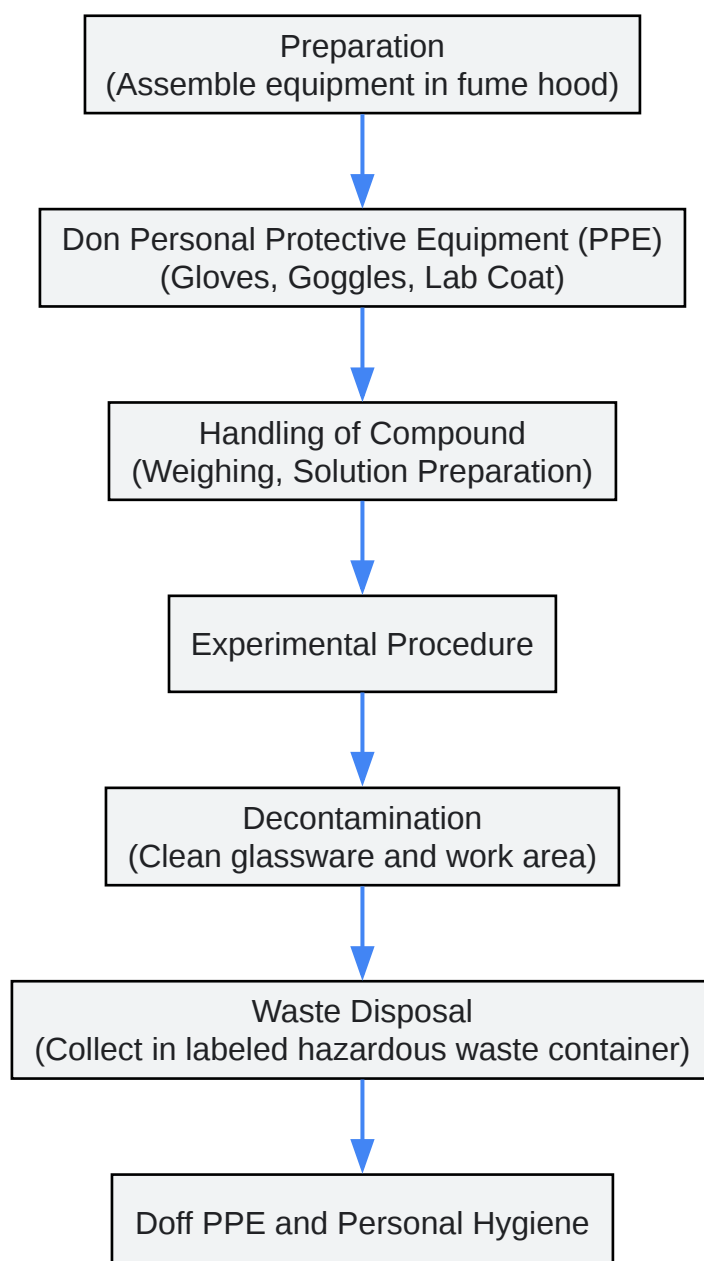 Preparation
(Assemble equipment in fume hood)
Don Personal Protective Equipment (PPE)
(Gloves, Goggles, Lab Coat)
Handling of Compound
(Weighing, Solution Preparation)
Experimental Procedure
Decontamination
(Clean glassware and work area)
Waste Disposal
(Collect in labeled hazardous waste container)
Doff PPE and Personal Hygiene